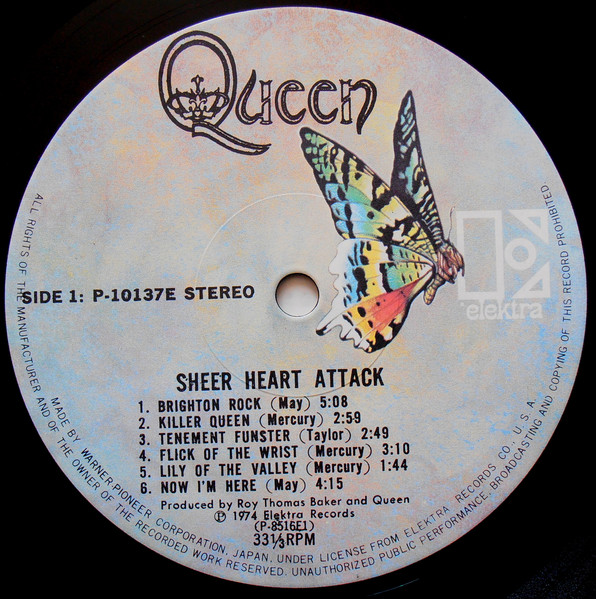 Queen
elektra
SIDE 1: P-10137E STEREO
SHEER HEART ATTACK
1. BRIGHTON ROCK (May) 5:08
2. KILLER QUEEN (Mercury) 2:59
3. TENEMENT FUNSTER (Taylor) 2:49
4. FLICK OF THE WRIST (Mercury) 3:10
5. LILY OF THE VALLEY (Mercury) 1:44
6. NOW I'M HERE (May) 4:15
Produced by Roy Thomas Baker and Queen
Ⓟ 1974 Elektra Records
(P-8516E1)
33 1/3 RPM
MADE BY WARNER-PIONEER CORPORATION, JAPAN, UNDER LICENSE FROM ELEKTRA RECORDS CO., U.S.A.
ALL RIGHTS OF THE MANUFACTURER AND OF THE OWNER OF THE RECORDED WORK RESERVED. UNAUTHORIZED PUBLIC PERFORMANCE, BROADCASTING AND COPYING OF THIS RECORD PROHIBITED